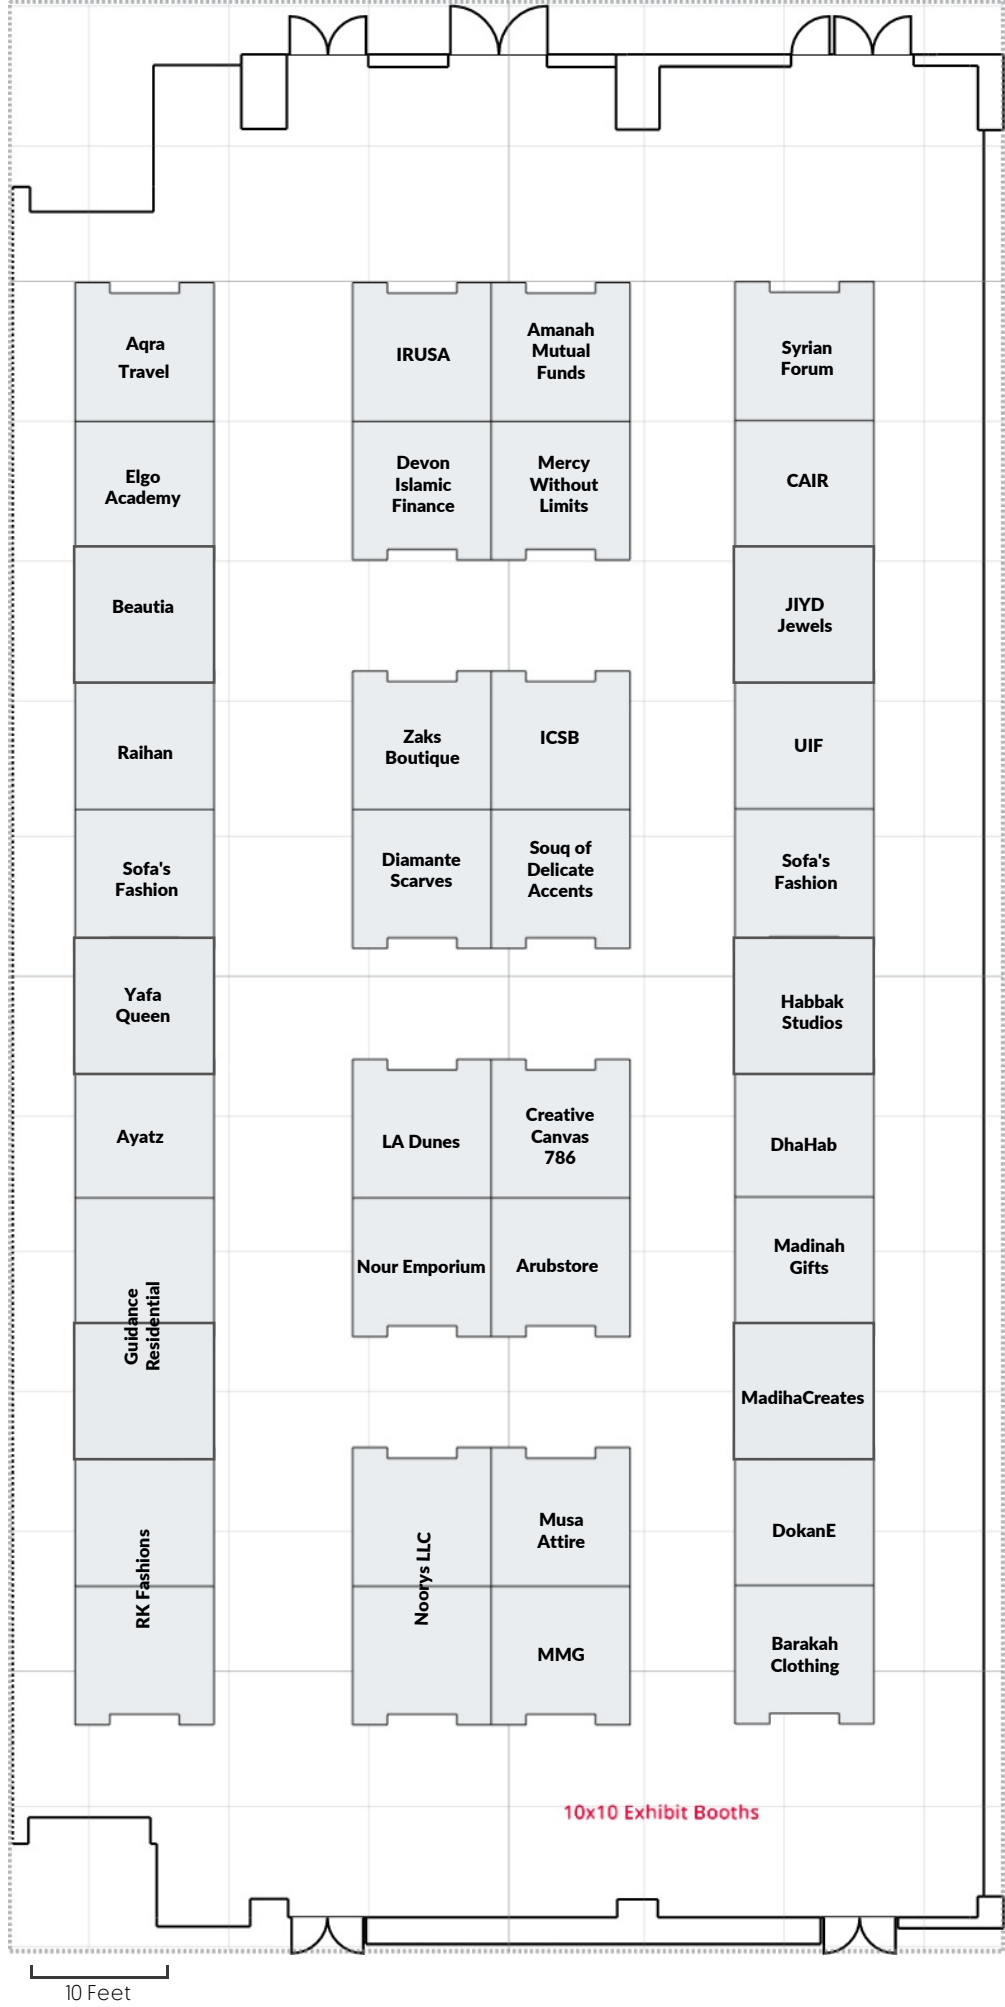 Aqra
Travel
IRUSA
Amanah
Mutual
Funds
Syrian
Forum
Elgo
Academy
Devon
Islamic
Finance
Mercy
Without
Limits
CAIR
Beautia
JIYD
Jewels
Raihan
Zaks
Boutique
ICSB
UIF
Sofa's
Fashion
Diamante
Scarves
Souq of
Delicate
Accents
Sofa's
Fashion
Yafa
Queen
Habbak
Studios
Ayatz
LA Dunes
Creative
Canvas
786
DhaHab
Guidance
Residential
Nour Emporium
Arubstore
Madinah
Gifts
MadihaCreates
RK Fashions
Noorys LLC
Musa
Attire
DokanE
MMG
Barakah
Clothing
10x10 Exhibit Booths
10 Feet